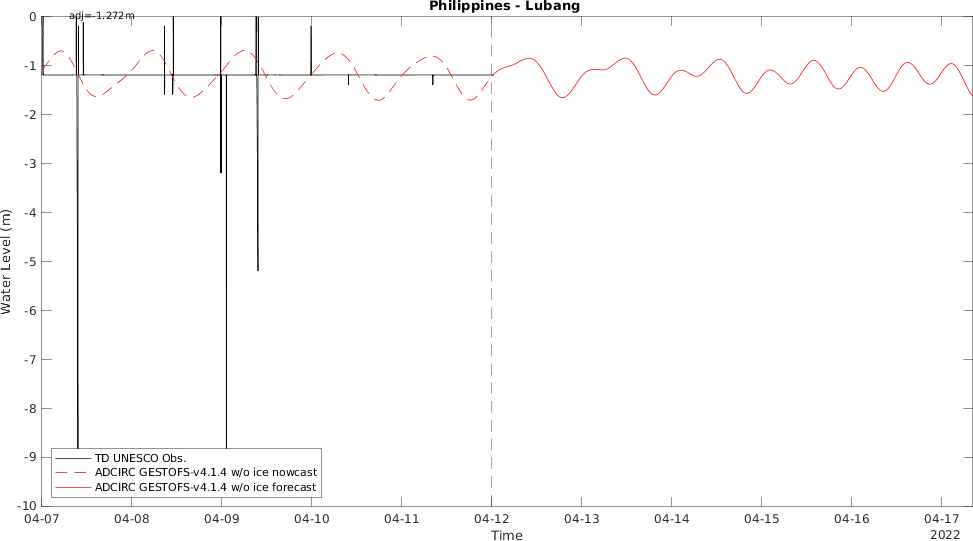 Philippines - Lubang
adj=-1.272m
0
-1
-2
-3
-4
-5
-6
-7
-8
-9
-10
Water Level (m)
TD UNESCO Obs.
ADCIRC GESTOFS-v4.1.4 w/o ice nowcast
ADCIRC GESTOFS-v4.1.4 w/o ice forecast
04-07 04-08 04-09 04-10 04-11 04-12 04-13 04-14 04-15 04-16 04-17
Time
2022